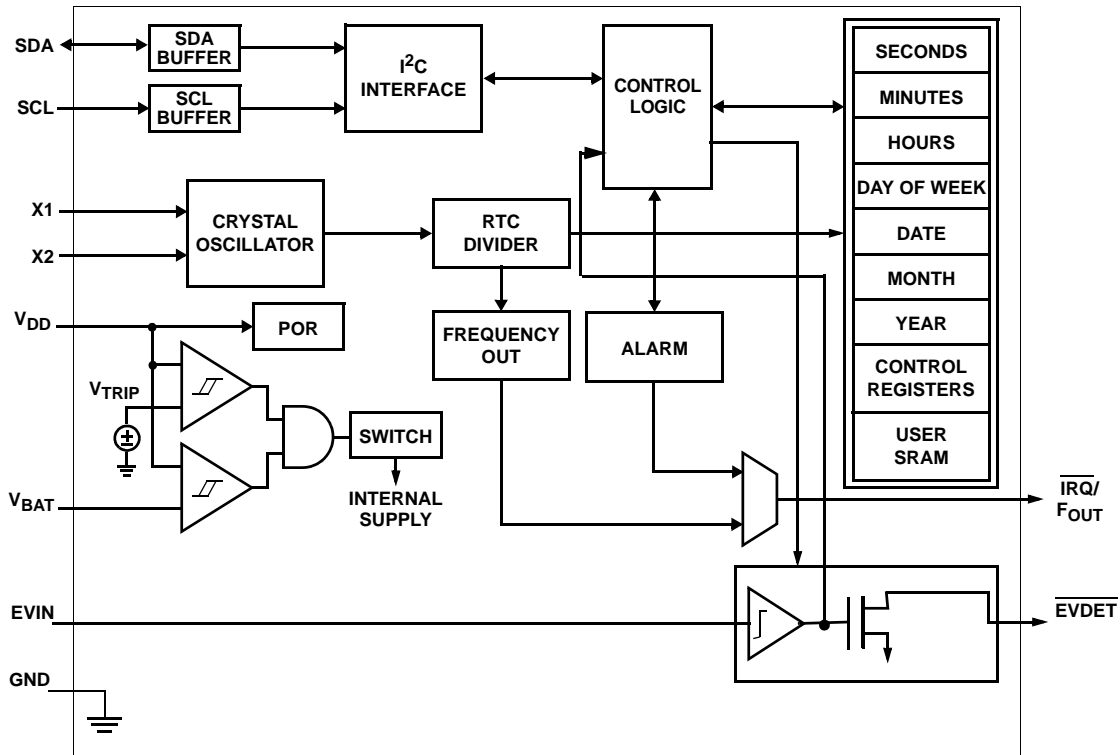 SDA
SDA
BUFFER
SCL
SCL
BUFFER
I²C
INTERFACE
CONTROL
LOGIC
SECONDS
MINUTES
HOURS
DAY OF WEEK
DATE
MONTH
YEAR
CONTROL
REGISTERS
USER
SRAM
X1
X2
CRYSTAL
OSCILLATOR
RTC
DIVIDER
FREQUENCY
OUT
ALARM
VDD
POR
VTRIP
SWITCH
INTERNAL
SUPPLY
VBAT
IRQ/
FOUT
EVIN
EVDET
GND